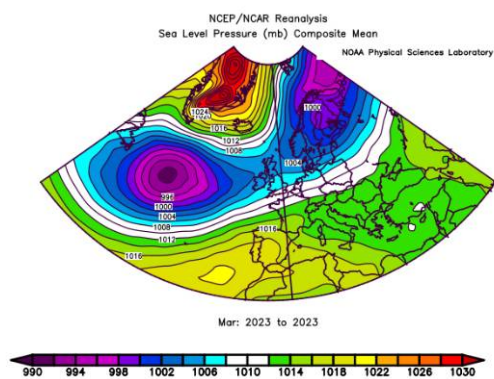 NCEP/NCAR Reanalysis
Sea Level Pressure (mb) Composite Mean
NOAA Physical Sciences Laboratory
1000
1024
1016
1012
1008
1004
996
1000
1004
1008
1012
1016
1016
Mar: 2023 to 2023
990 994 998 1002 1006 1010 1014 1018 1022 1026 1030